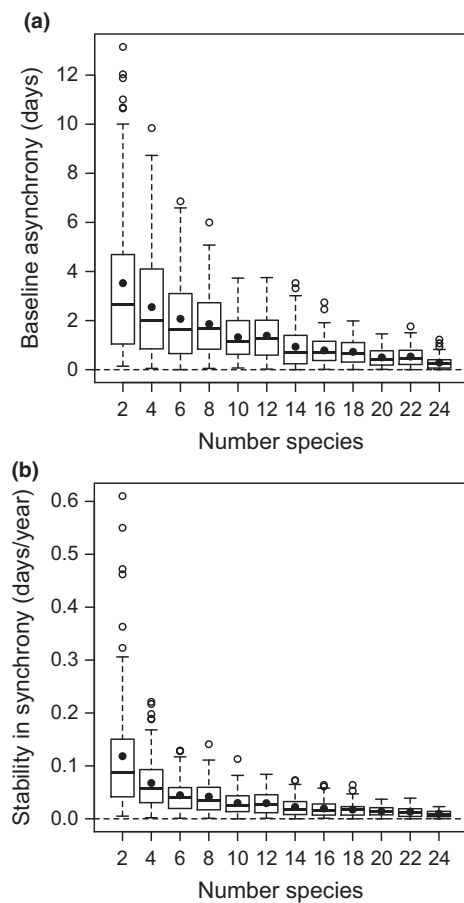 (a)
Baseline asynchrony (days)
12
10
8
6
4
2
0
2 4 6 8 10 12 14 16 18 20 22 24
Number species
(b)
Stability in synchrony (days/year)
0.6
0.5
0.4
0.3
0.2
0.1
0.0
2 4 6 8 10 12 14 16 18 20 22 24
Number species